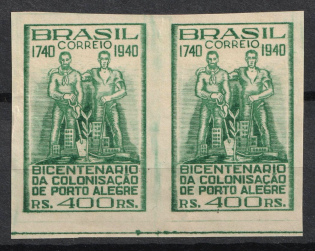 BRASIL
CORREIO
1740 1940
BICENTENARIO
DA COLONISAÇÃO
DE PORTO ALEGRE
RS. 400 RS.
BRASIL
CORREIO
1740 1940
BICENTENARIO
DA COLONISAÇÃO
DE PORTO ALEGRE
RS. 400 RS.